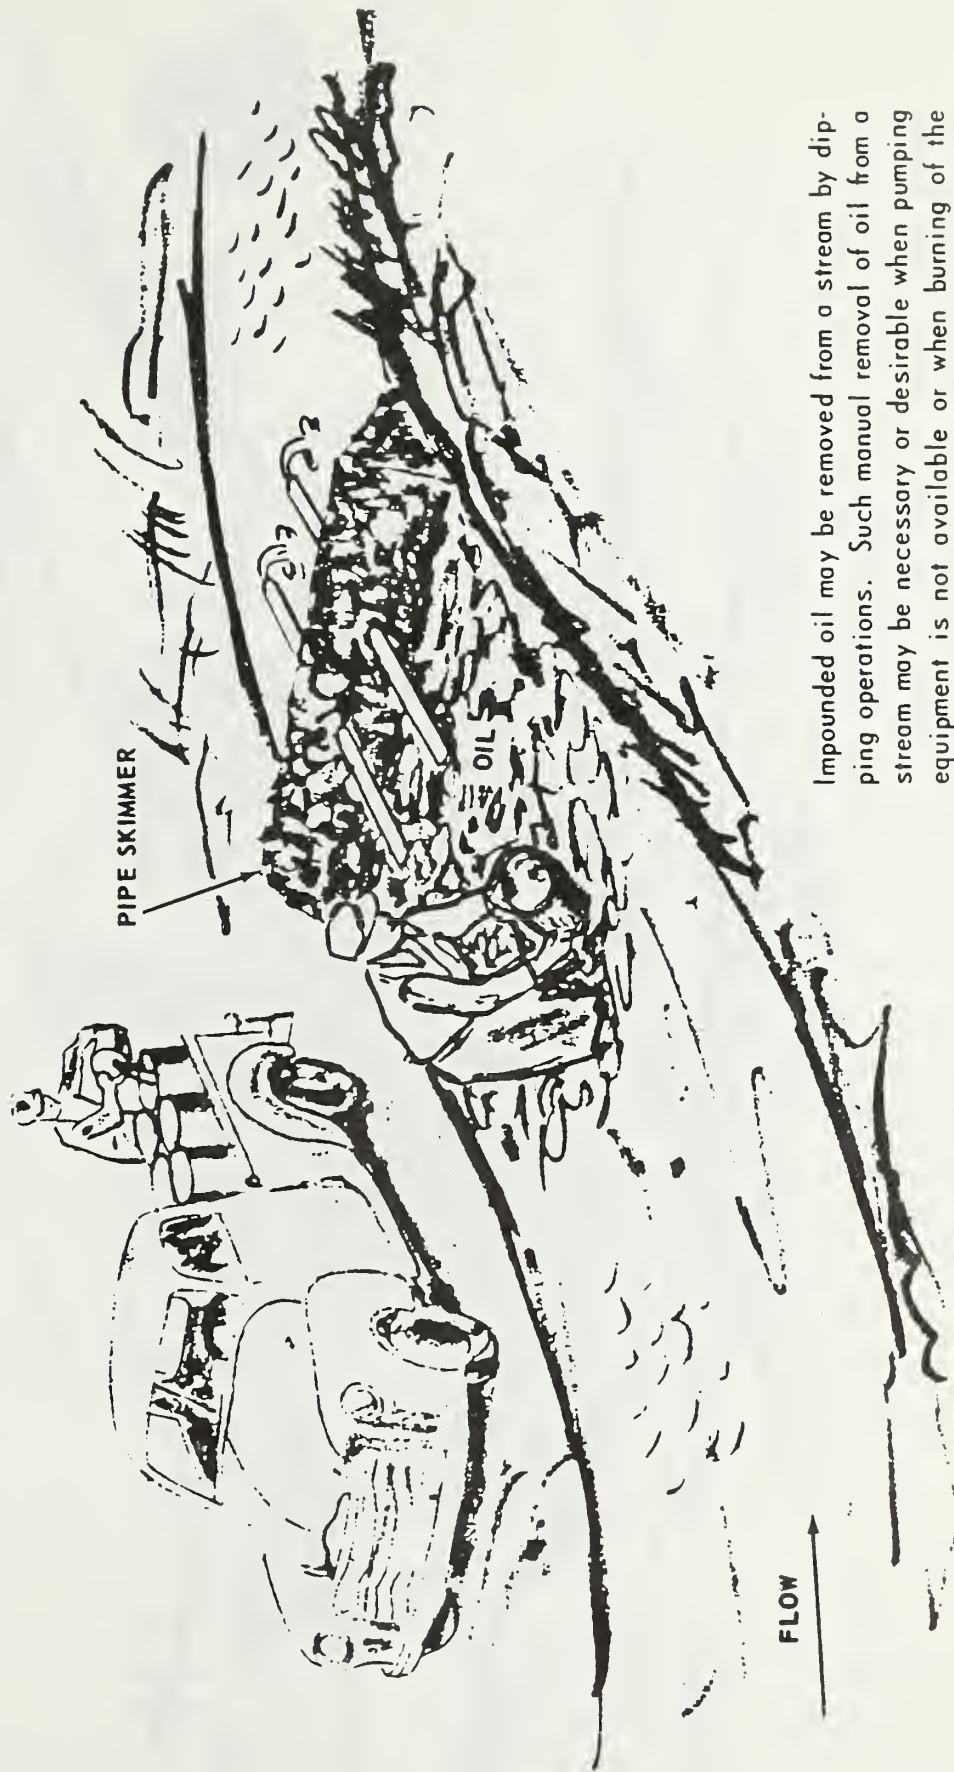 PIPE SKIMMER
OIL
FLOW
Impounded oil may be removed from a stream by dip-
ping operations. Such manual removal of oil from a
stream may be necessary or desirable when pumping
equipment is not available or when burning of the